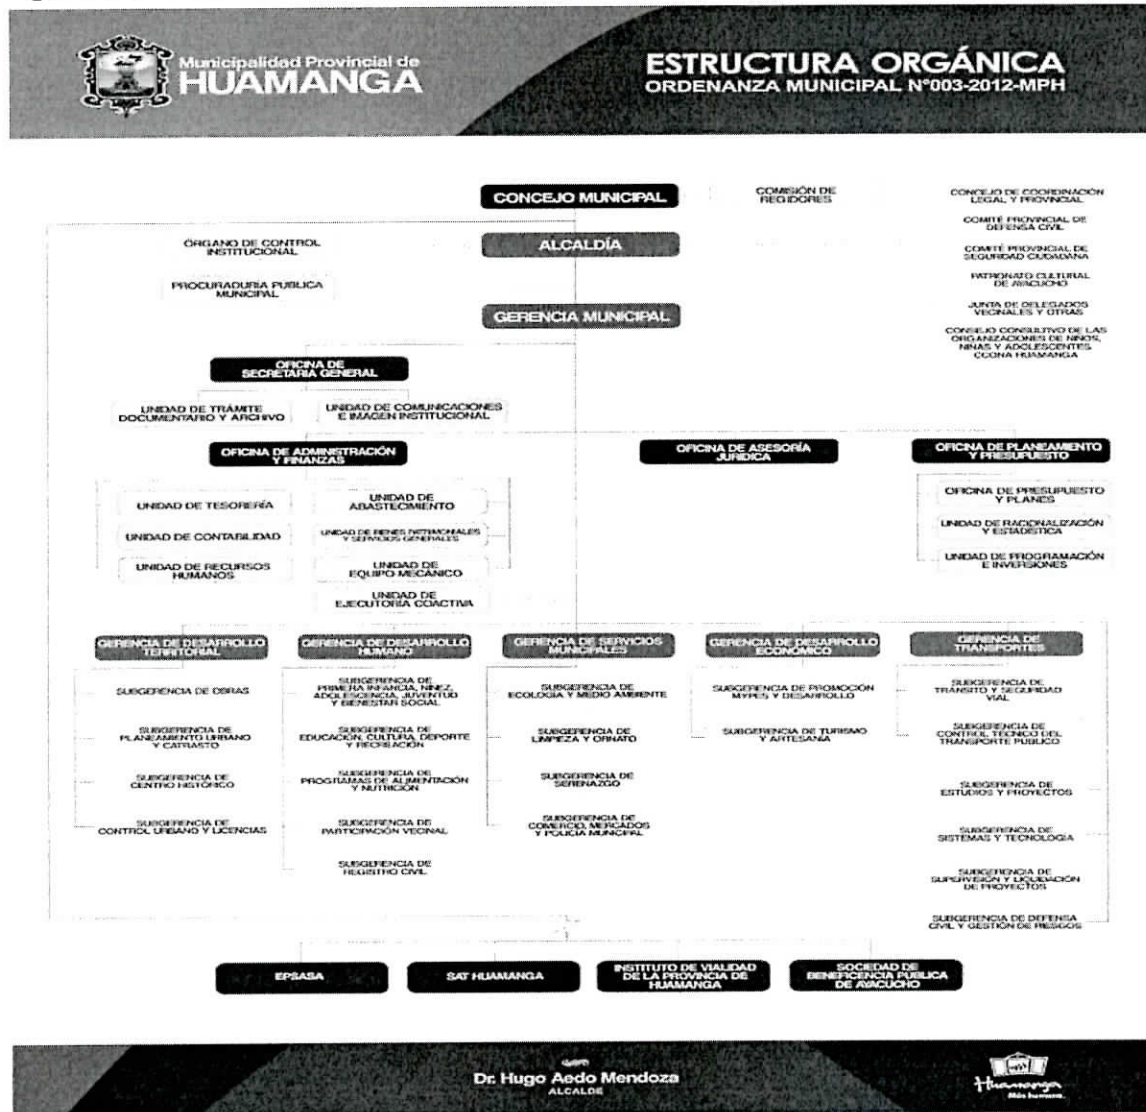 Municipalidad Provincial de
HUAMANGA
ESTRUCTURA ORGÁNICA
ORDENANZA MUNICIPAL N°003-2012-MPH
CONCEJO MUNICIPAL
COMISIÓN DE
REGIDORES
CONCEJO DE COORDINACIÓN
LEGAL Y PROVINCIAL
COMITÉ PROVINCIAL DE
DEFENSA CIVIL
COMITÉ PROVINCIAL DE
SEGURIDAD CIUDADANA
PATRONATO CULTURAL
DE AYACUCHO
JUNTA DE DELEGADOS
VECINALES Y OTRAS
CONSEJO CONSULTIVO DE LAS
ORGANIZACIONES DE NIÑOS,
NIÑAS Y ADOLESCENTES
CCONA HUAMANGA
ÓRGANO DE CONTROL
INSTITUCIONAL
ALCALDÍA
PROCURADURÍA PÚBLICA
MUNICIPAL
GERENCIA MUNICIPAL
OFICINA DE
SECRETARIA GENERAL
UNIDAD DE TRÁMITE
DOCUMENTARIO Y ARCHIVO
UNIDAD DE COMUNICACIONES
E IMAGEN INSTITUCIONAL
OFICINA DE ADMINISTRACIÓN
Y FINANZAS
OFICINA DE ASESORÍA
JURÍDICA
OFICINA DE PLANEAMIENTO
Y PRESUPUESTO
UNIDAD DE TESORERÍA
UNIDAD DE CONTABILIDAD
UNIDAD DE RECURSOS
HUMANOS
UNIDAD DE
ABASTECIMIENTO
UNIDAD DE BIENES PATRIMONIALES
Y SERVICIOS GENERALES
UNIDAD DE
EQUIPO MECÁNICO
UNIDAD DE
EJECUTORÍA COACTIVA
OFICINA DE PRESUPUESTO
Y PLANES
UNIDAD DE RACIONALIZACIÓN
Y ESTADÍSTICA
UNIDAD DE PROGRAMACIÓN
E INVERSIONES
GERENCIA DE DESARROLLO
TERRITORIAL
SUBGERENCIA DE OBRAS
SUBGERENCIA DE
PLANEAMIENTO URBANO
Y CATRASTO
SUBGERENCIA DE
CENTRO HISTÓRICO
SUBGERENCIA DE
CONTROL URBANO Y LICENCIAS
GERENCIA DE DESARROLLO
HUMANO
SUBGERENCIA DE
PRIMERA INFANCIA, NIÑEZ,
ADOLESCENCIA, JUVENTUD
Y BIENESTAR SOCIAL
SUBGERENCIA DE
EDUCACIÓN, CULTURA, DEPORTE
Y RECREACIÓN
SUBGERENCIA DE
PROGRAMAS DE ALIMENTACIÓN
Y NUTRICIÓN
SUBGERENCIA DE
PARTICIPACIÓN VECINAL
SUBGERENCIA DE
REGISTRO CIVIL
GERENCIA DE SERVICIOS
MUNICIPALES
SUBGERENCIA DE
ECOLOGÍA Y MEDIO AMBIENTE
SUBGERENCIA DE
LIMPIEZA Y ORNATO
SUBGERENCIA DE
SERENAZGO
SUBGERENCIA DE
COMERCIO, MERCADOS
Y POLICÍA MUNICIPAL
GERENCIA DE DESARROLLO
ECONÓMICO
SUBGERENCIA DE PROMOCIÓN
MYPES Y DESARROLLO
SUBGERENCIA DE TURISMO
Y ARTESANÍA
GERENCIA DE
TRANSPORTES
SUBGERENCIA DE
TRÁNSITO Y SEGURIDAD
VIAL
SUBGERENCIA DE
CONTROL TÉCNICO DEL
TRANSPORTE PÚBLICO
SUBGERENCIA DE
ESTUDIOS Y PROYECTOS
SUBGERENCIA DE
SISTEMAS Y TECNOLOGÍA
SUBGERENCIA DE
SUPERVISIÓN Y LIQUIDACIÓN
DE PROYECTOS
SUBGERENCIA DE DEFENSA
CIVIL Y GESTIÓN DE RIESGOS
EPSASA
SAT HUAMANGA
INSTITUTO DE VIALIDAD
DE LA PROVINCIA DE
HUAMANGA
SOCIEDAD DE
BENEFICENCIA PÚBLICA
DE AYACUCHO
Dr. Hugo Aedo Mendoza
ALCALDE
Huamanga
Más humana.